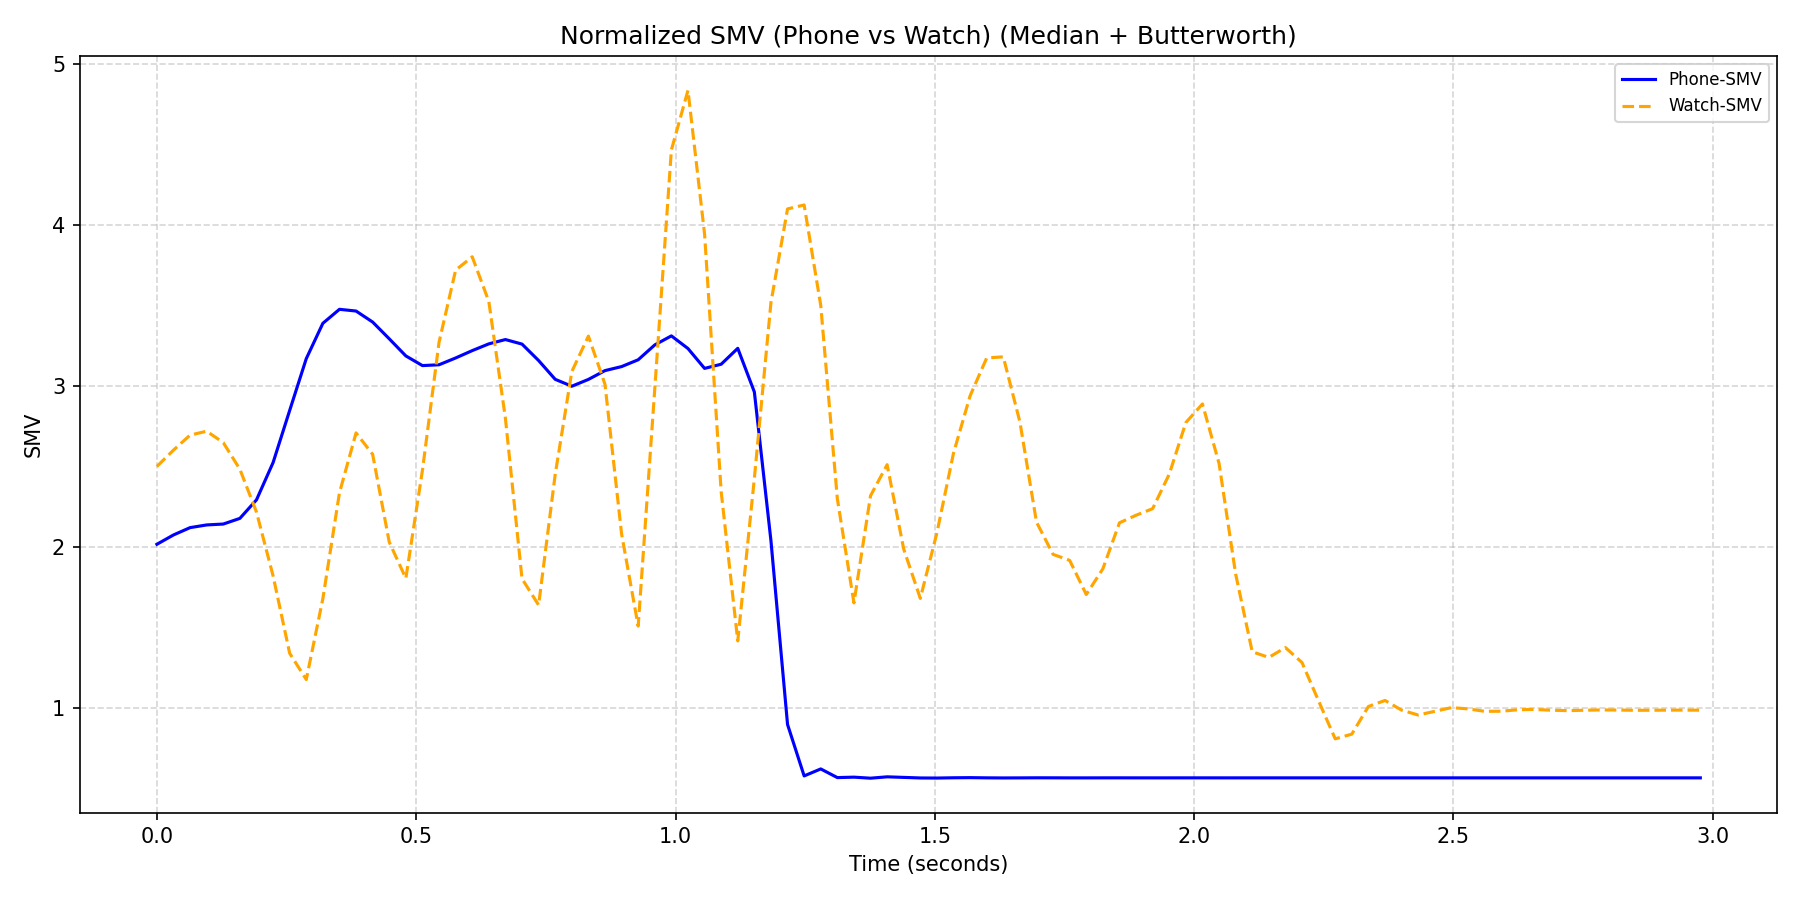 Normalized SMV (Phone vs Watch) (Median + Butterworth)
Phone-SMV
Watch-SMV
5
4
3
2
1
SMV
0.0 0.5 1.0 1.5 2.0 2.5 3.0
Time (seconds)